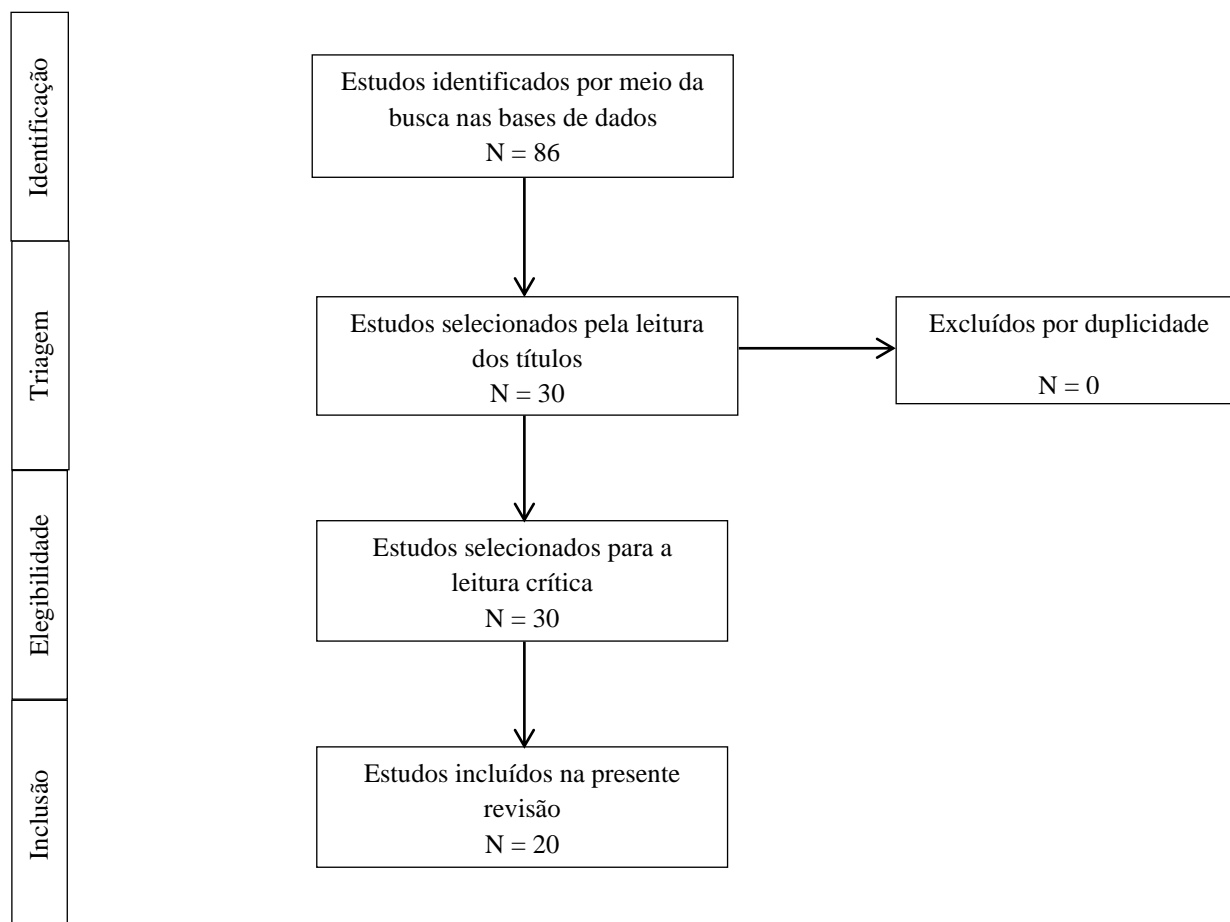 Identificação
Estudos identificados por meio da
busca nas bases de dados
N = 86
Triagem
Estudos selecionados pela leitura
dos títulos
N = 30
Excluídos por duplicidade
N = 0
Elegibilidade
Estudos selecionados para a
leitura crítica
N = 30
Inclusão
Estudos incluídos na presente
revisão
N = 20